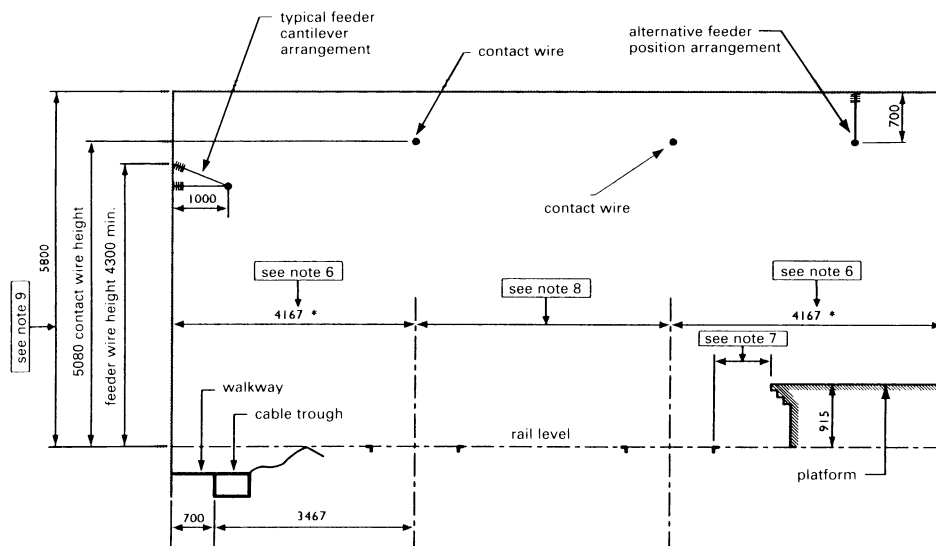 typical feeder
cantilever
arrangement
contact wire
alternative feeder
position arrangement
700
contact wire
1000
5800
5080 contact wire height
feeder wire height 4300 min.
see note 9
see note 6
see note 8
see note 6
4167 *
4167 *
see note 7
walkway
cable trough
rail level
915
platform
700
3467